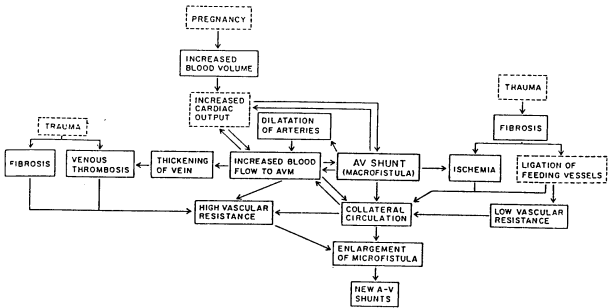 PREGNANCY
INCREASED
BLOOD VOLUME
INCREASED
CARDIAC
OUTPUT
TRAUMA
DILATATION
OF ARTERIES
TRAUMA
FIBROSIS
FIBROSIS
VENOUS
THROMBOSIS
THICKENING
OF VEIN
INCREASED BLOOD
FLOW TO AVM
AV SHUNT
(MACROFISTULA)
ISCHEMIA
LIGATION OF
FEEDING VESSELS
HIGH VASCULAR
RESISTANCE
COLLATERAL
CIRCULATION
LOW VASCULAR
RESISTANCE
ENLARGEMENT
OF MICROFISTULA
NEW A-V
SHUNTS